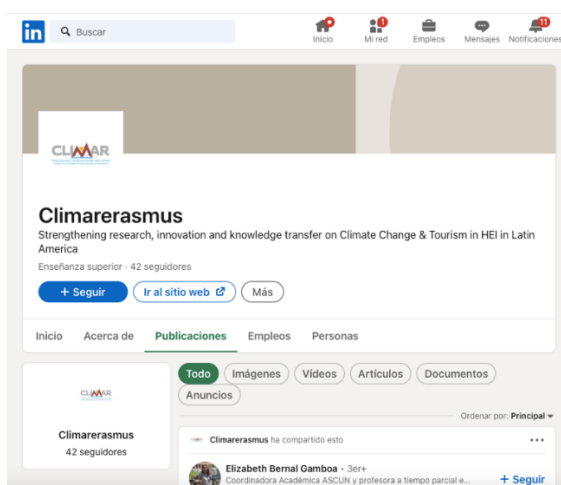 in
Buscar
1
11
Inicio
Mi red
Empleos
Mensajes
Notificaciones
CLIMAR
Climarerasmus
Strengthening research, innovation and knowledge transfer on Climate Change & Tourism in HEI in Latin
America
Enseñanza superior · 42 seguidores
+ Seguir
Ir al sitio web
Más
Inicio
Acerca de
Publicaciones
Empleos
Personas
CLIMAR
Climarerasmus
42 seguidores
Todo
Imágenes
Vídeos
Artículos
Documentos
Anuncios
Ordenar por: Principal
Climarerasmus ha compartido esto
Elizabeth Bernal Gamboa • 3er+
Coordinadora Académica ASCUN y profesora a tiempo parcial e...
+ Seguir